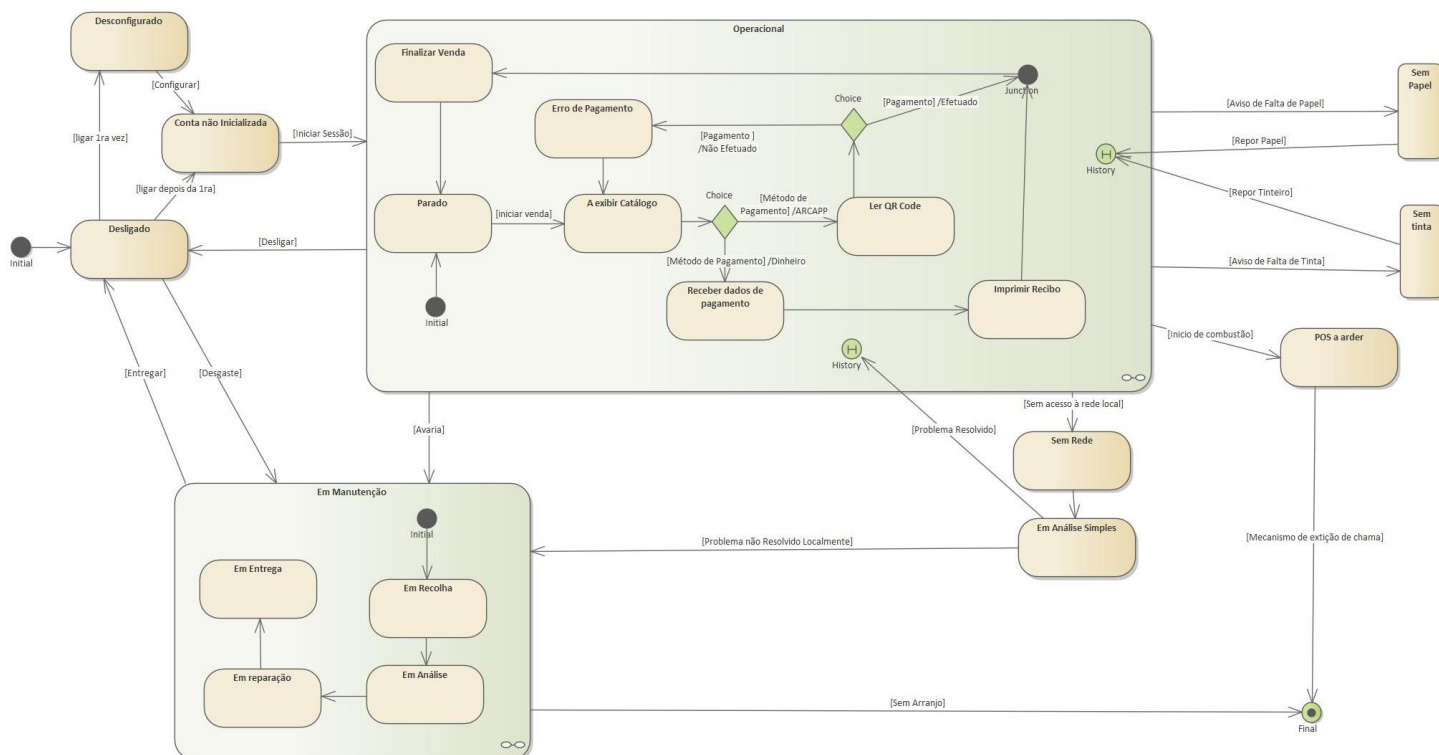 Desconfigurado
[Configurar]
[ligar 1ra vez]
Conta não Inicializada
[Iniciar Sessão]
[ligar depois da 1ra]
Desligado
Initial
[Desligar]
[Entregar]
[Desgaste]
Operacional
Finalizar Venda
Erro de Pagamento
Choice
[Pagamento] /Efetuado
Junction
[Pagamento ]
/Não Efetuado
History
Parado
[iniciar venda]
A exibir Catálogo
Choice
[Método de
Pagamento] /ARCAPP
Ler QR Code
[Método de Pagamento] /Dinheiro
Receber dados de
pagamento
Imprimir Recibo
Initial
History
[Aviso de Falta de Papel]
Sem
Papel
[Repor Papel]
[Repor Tinteiro]
Sem
tinta
[Aviso de Falta de Tinta]
[Inicio de combustão]
POS a arder
[Avaria]
[Sem acesso à rede local]
[Problema Resolvido]
Sem Rede
Em Análise Simples
[Problema não Resolvido Localmente]
[Mecanismo de extição de chama]
Em Manutenção
Initial
Em Entrega
Em Recolha
Em reparação
Em Análise
[Sem Arranjo]
Final